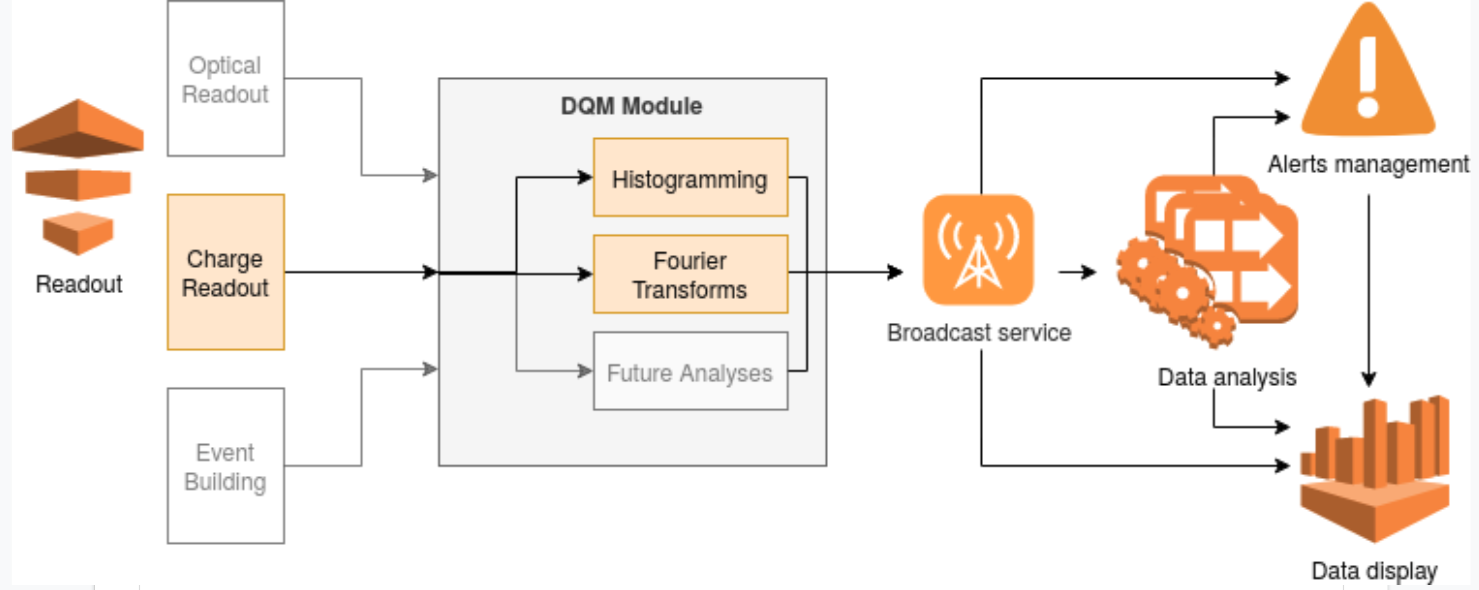 Optical
Readout
DQM Module
Histogramming
Alerts management
Charge
Readout
Fourier
Transforms
Readout
Broadcast service
Future Analyses
Data analysis
Event
Building
Data display